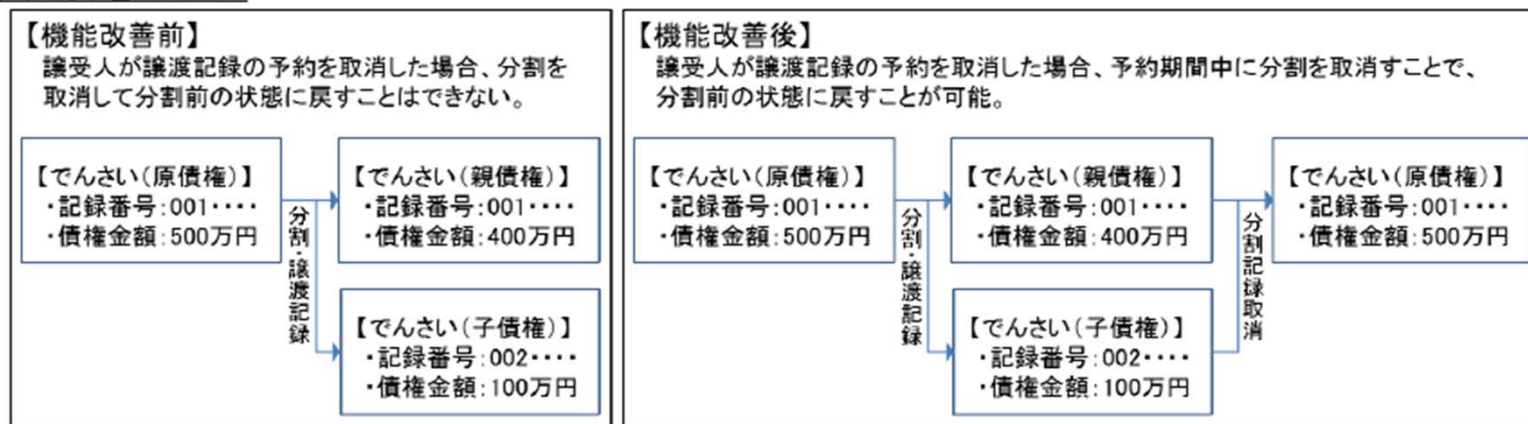 【機能改善前】
譲受人が譲渡記録の予約を取消した場合、分割を
取消して分割前の状態に戻すことはできない。
【でんさい(原債権)】
・記録番号:001‥‥
・債権金額:500万円
分割・譲渡記録
【でんさい(親債権)】
・記録番号:001‥‥
・債権金額:400万円
【でんさい(子債権)】
・記録番号:002‥‥
・債権金額:100万円
【機能改善後】
譲受人が譲渡記録の予約を取消した場合、予約期間中に分割を取消すことで、
分割前の状態に戻すことが可能。
【でんさい(原債権)】
・記録番号:001‥‥
・債権金額:500万円
分割・譲渡記録
【でんさい(親債権)】
・記録番号:001‥‥
・債権金額:400万円
【でんさい(子債権)】
・記録番号:002‥‥
・債権金額:100万円
分割記録取消
【でんさい(原債権)】
・記録番号:001‥‥
・債権金額:500万円